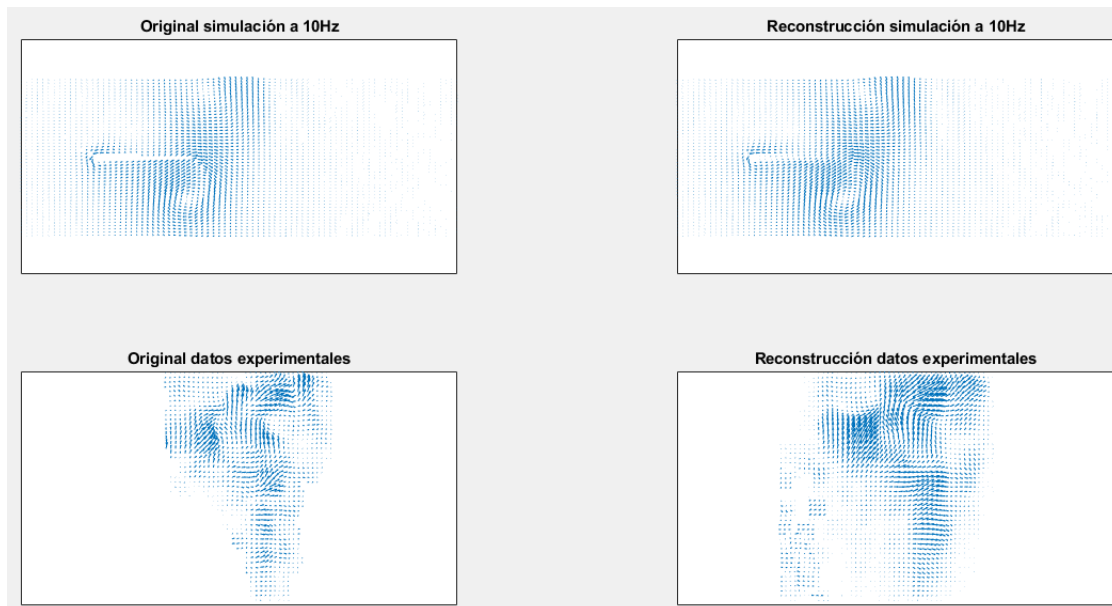 Original simulación a 10Hz
Reconstrucción simulación a 10Hz
Original datos experimentales
Reconstrucción datos experimentales